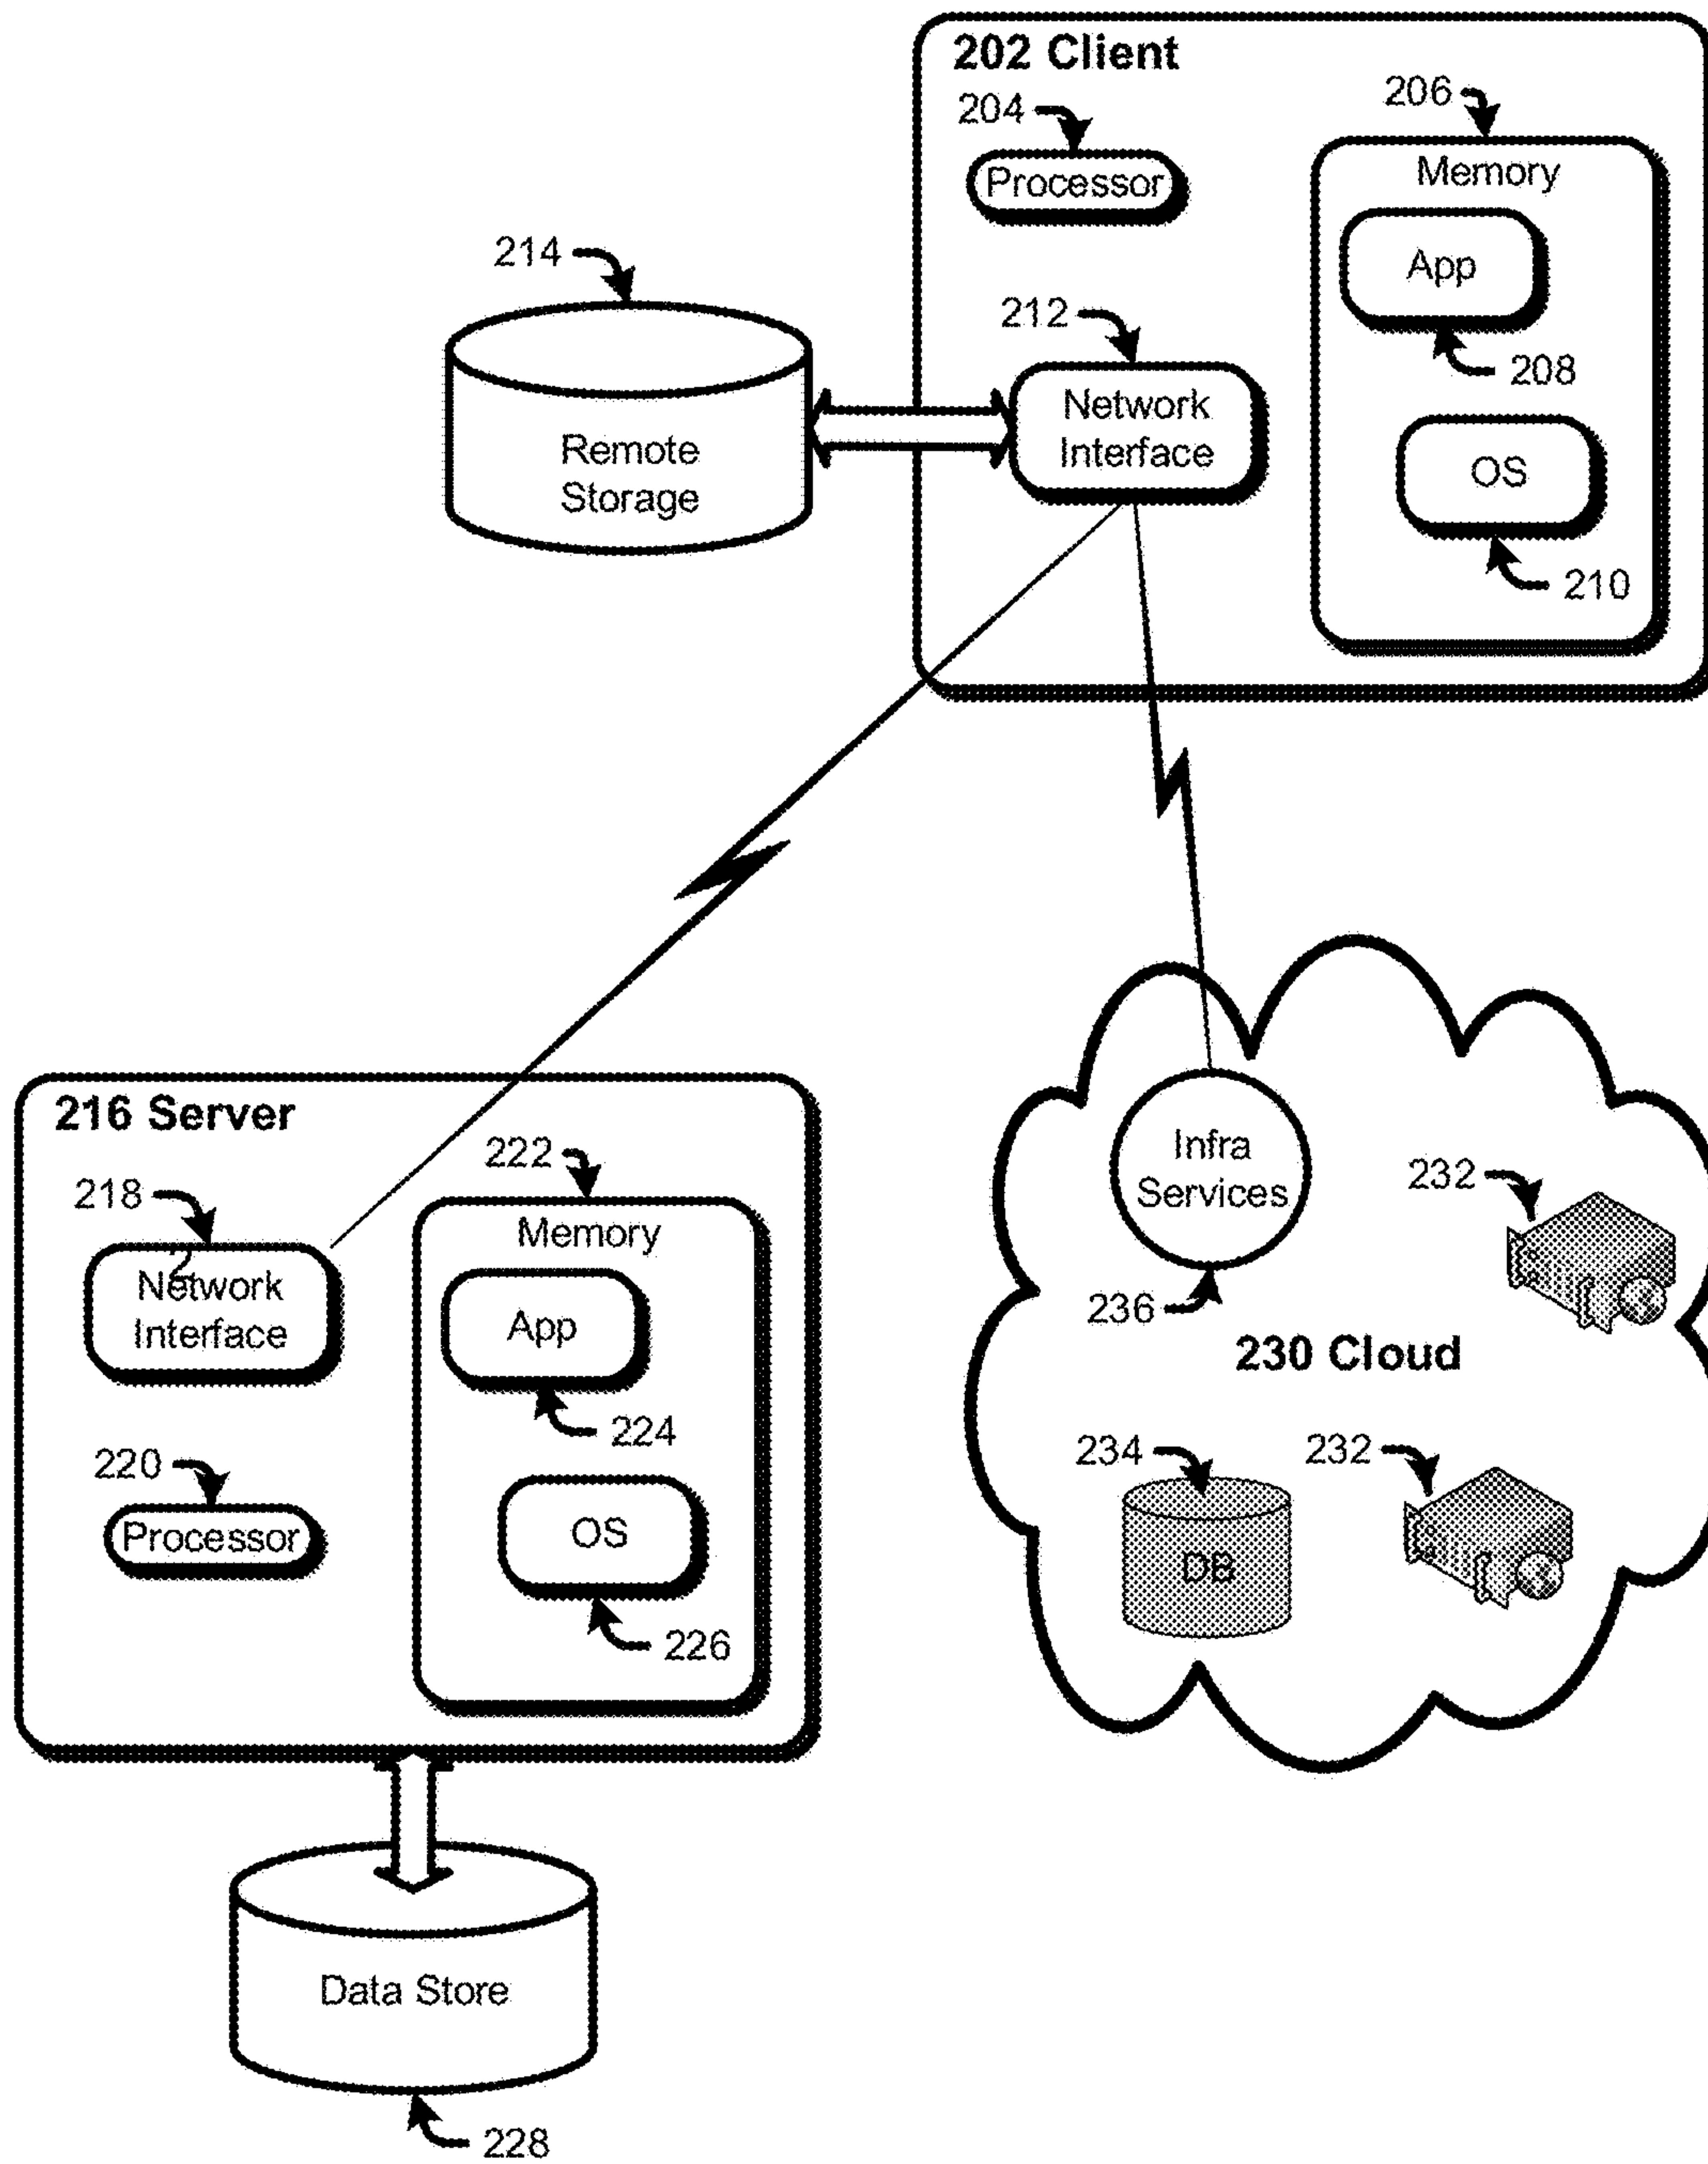 202 Client
204
206
Processor
Memory
App
214
212
208
Network
Interface
Remote
Storage
OS
210
216 Server
222
218
Memory
Network
Interface
App
224
220
Processor
OS
226
Infra
Services
232
236
230 Cloud
234
232
DB
Data Store
228